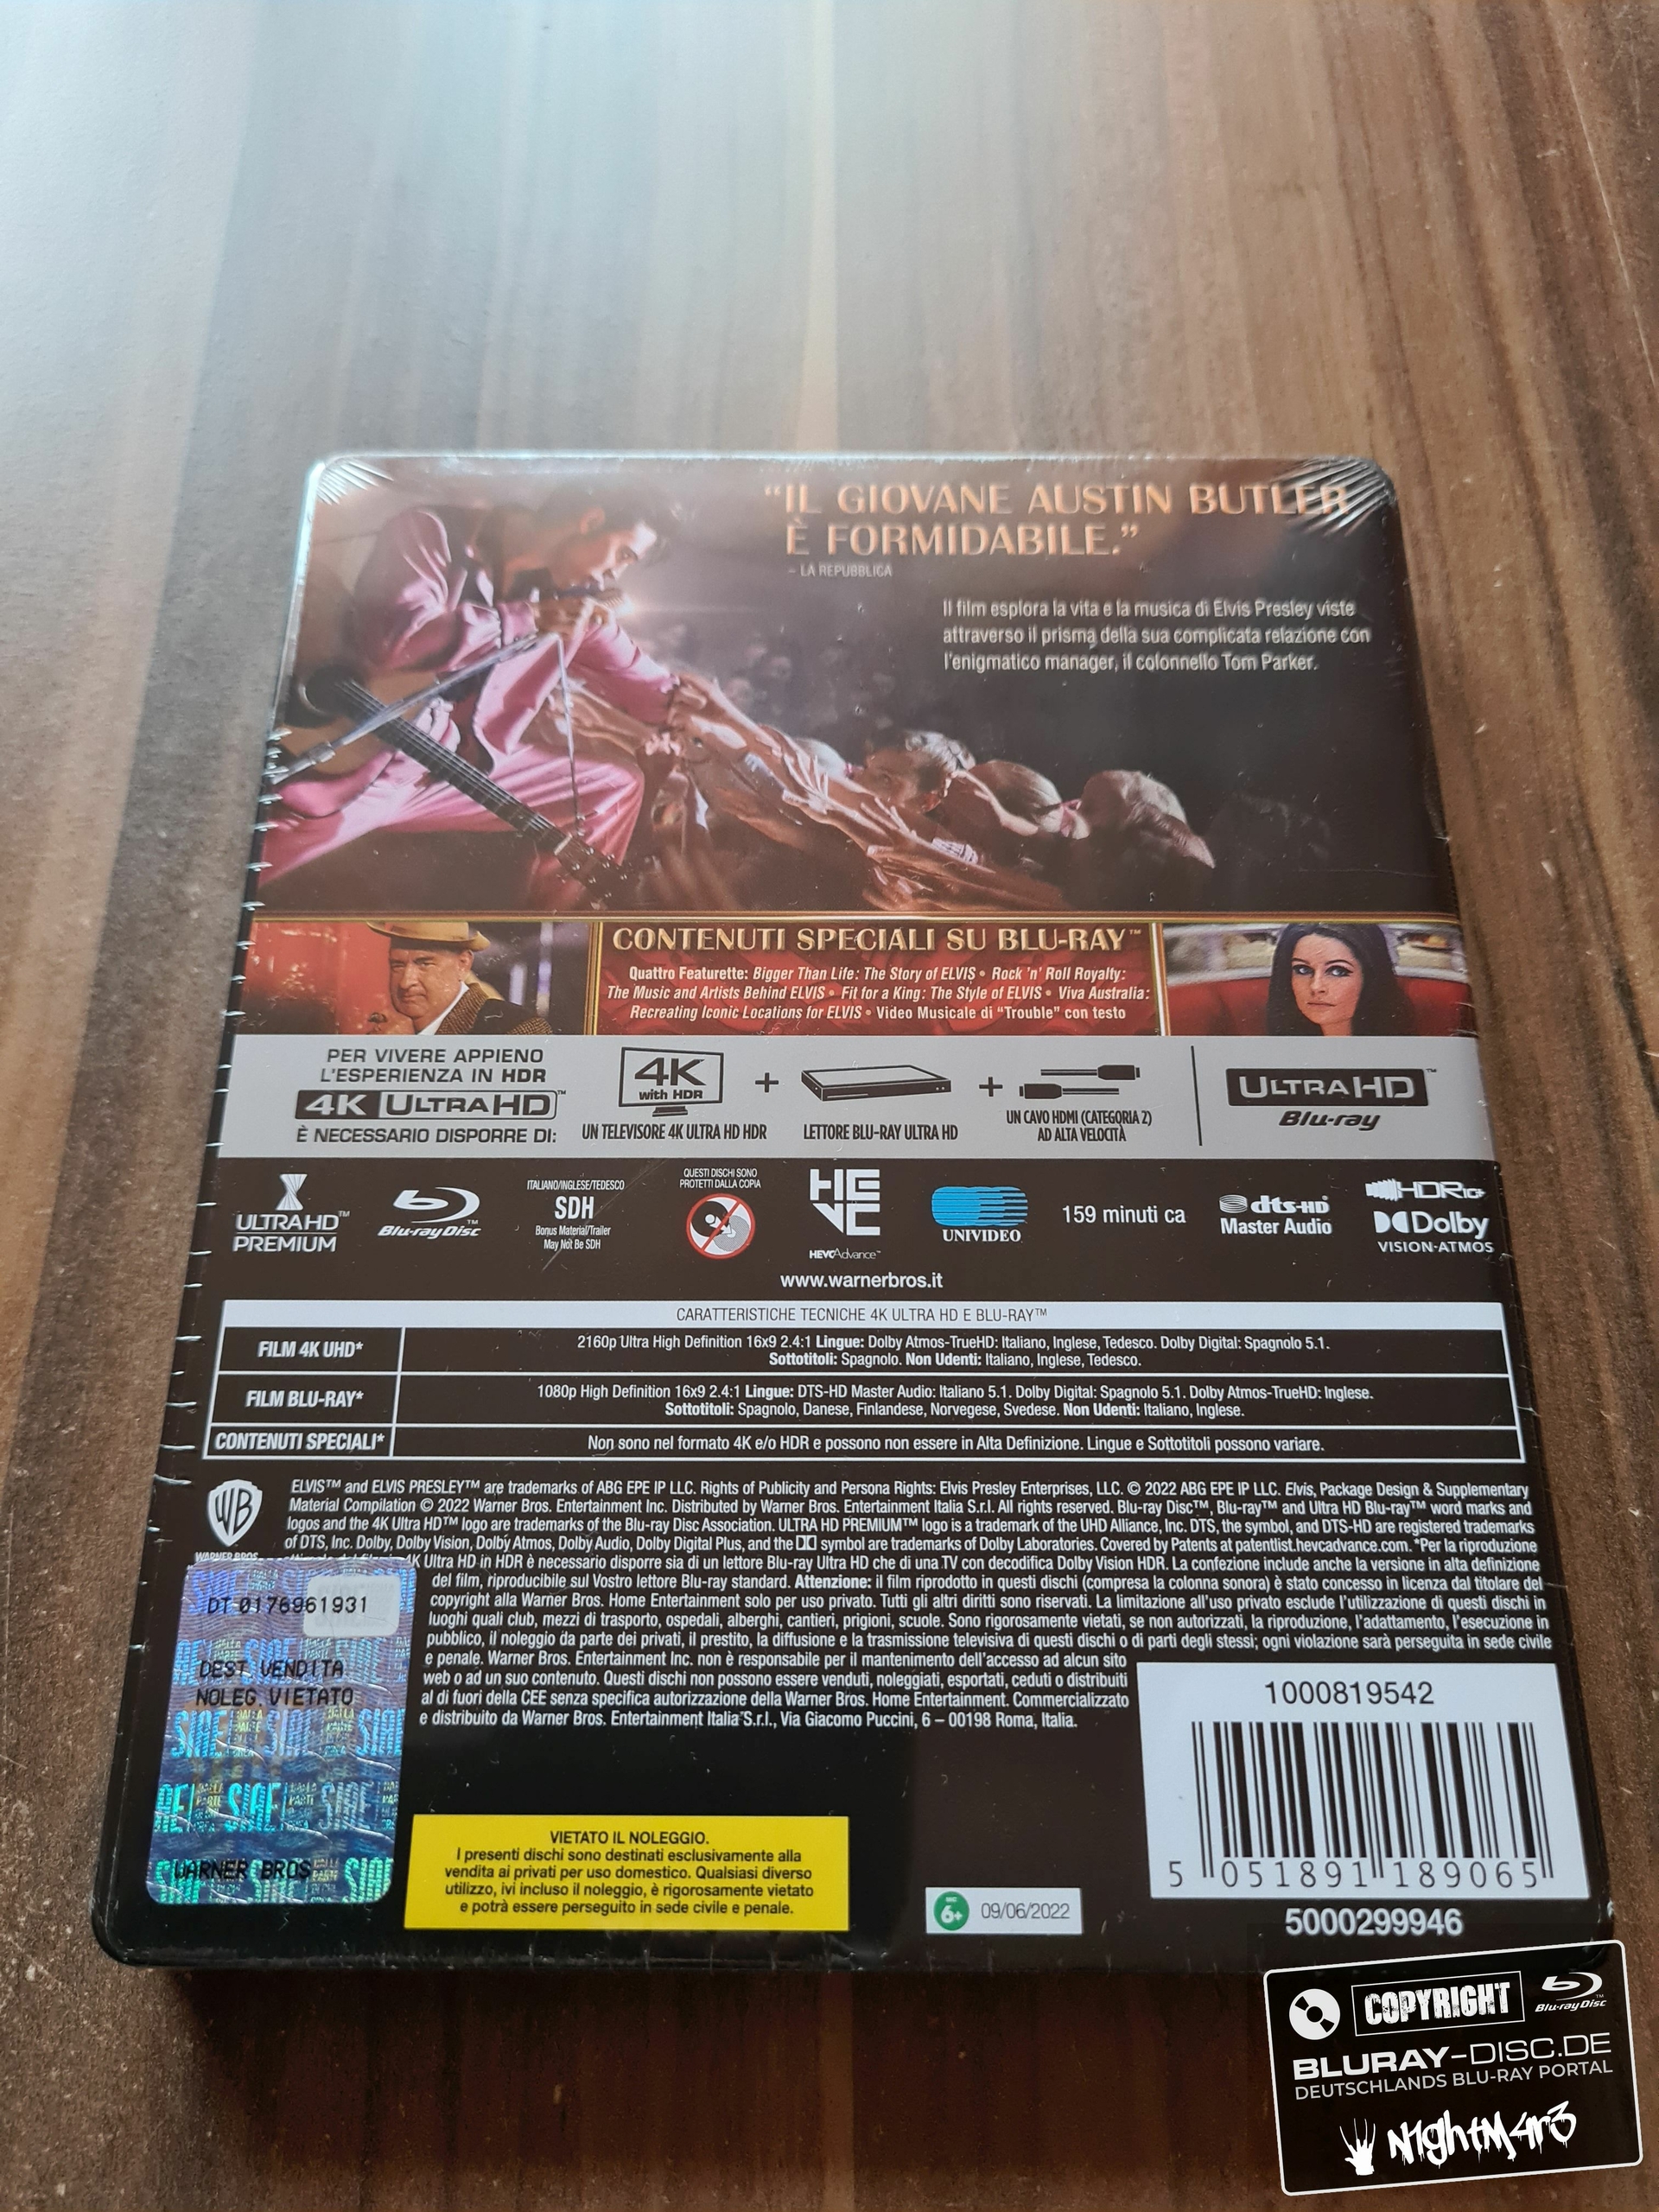 “IL GIOVANE AUSTIN BUTLER
È FORMIDABILE.”
– LA REPUBBLICA
Il film esplora la vita e la musica di Elvis Presley viste
attraverso il prisma della sua complicata relazione con
l'enigmatico manager, il colonnello Tom Parker.
CONTENUTI SPECIALI SU BLU-RAY™
Quattro Featurette: Bigger Than Life: The Story of ELVIS • Rock 'n' Roll Royalty:
The Music and Artists Behind ELVIS • Fit for a King: The Style of ELVIS • Viva Australia:
Recreating Iconic Locations for ELVIS • Video Musicale di “Trouble” con testo
PER VIVERE APPIENO
L'ESPERIENZA IN HDR
4K ULTRA HD™
È NECESSARIO DISPORRE DI:
4K
with HDR
UN TELEVISORE 4K ULTRA HD HDR
+
LETTORE BLU-RAY ULTRA HD
+
UN CAVO HDMI (CATEGORIA 2)
AD ALTA VELOCITÀ
ULTRA HD™
Blu-ray
ULTRA HD™
PREMIUM
Blu-ray Disc™
ITALIANO/INGLESE/TEDESCO
SDH
Bonus Material/Trailer
May Not Be SDH
QUESTI DISCHI SONO
PROTETTI DALLA COPIA
HEVC
HEVCAdvance™
UNIVIDEO
159 minuti ca
dts-HD
Master Audio
HDR10+
Dolby
VISION·ATMOS
www.warnerbros.it
CARATTERISTICHE TECNICHE 4K ULTRA HD E BLU-RAY™
FILM 4K UHD*
2160p Ultra High Definition 16x9 2.4:1 Lingue: Dolby Atmos-TrueHD: Italiano, Inglese, Tedesco. Dolby Digital: Spagnolo 5.1.
Sottotitoli: Spagnolo. Non Udenti: Italiano, Inglese, Tedesco.
FILM BLU-RAY*
1080p High Definition 16x9 2.4:1 Lingue: DTS-HD Master Audio: Italiano 5.1. Dolby Digital: Spagnolo 5.1. Dolby Atmos-TrueHD: Inglese.
Sottotitoli: Spagnolo, Danese, Finlandese, Norvegese, Svedese. Non Udenti: Italiano, Inglese.
CONTENUTI SPECIALI*
Non sono nel formato 4K e/o HDR e possono non essere in Alta Definizione. Lingue e Sottotitoli possono variare.
WB
WARNER BROS
ELVIS™ and ELVIS PRESLEY™ are trademarks of ABG EPE IP LLC. Rights of Publicity and Persona Rights: Elvis Presley Enterprises, LLC. © 2022 ABG EPE IP LLC. Elvis, Package Design & Supplementary
Material Compilation © 2022 Warner Bros. Entertainment Inc. Distributed by Warner Bros. Entertainment Italia S.r.l. All rights reserved. Blu-ray Disc™, Blu-ray™ and Ultra HD Blu-ray™ word marks and
logos and the 4K Ultra HD™ logo are trademarks of the Blu-ray Disc Association. ULTRA HD PREMIUM™ logo is a trademark of the UHD Alliance, Inc. DTS, the symbol, and DTS-HD are registered trademarks
of DTS, Inc. Dolby, Dolby Vision, Dolby Atmos, Dolby Audio, Dolby Digital Plus, and the symbol are trademarks of Dolby Laboratories. Covered by Patents at patentlist.hevcadvance.com. *Per la riproduzione
4K Ultra HD in HDR è necessario disporre sia di un lettore Blu-ray Ultra HD che di una TV con decodifica Dolby Vision HDR. La confezione include anche la versione in alta definizione
del film, riproducibile sul Vostro lettore Blu-ray standard. Attenzione: il film riprodotto in questi dischi (compresa la colonna sonora) è stato concesso in licenza dal titolare del
copyright alla Warner Bros. Home Entertainment solo per uso privato. Tutti gli altri diritti sono riservati. La limitazione all'uso privato esclude l'utilizzazione di questi dischi in
luoghi quali club, mezzi di trasporto, ospedali, alberghi, cantieri, prigioni, scuole. Sono rigorosamente vietati, se non autorizzati, la riproduzione, l'adattamento, l'esecuzione in
pubblico, il noleggio da parte dei privati, il prestito, la diffusione e la trasmissione televisiva di questi dischi o di parti degli stessi; ogni violazione sarà perseguita in sede civile
e penale. Warner Bros. Entertainment Inc. non è responsabile per il mantenimento dell'accesso ad alcun sito
web o ad un suo contenuto. Questi dischi non possono essere venduti, noleggiati, esportati, ceduti o distribuiti
al di fuori della CEE senza specifica autorizzazione della Warner Bros. Home Entertainment. Commercializzato
e distribuito da Warner Bros. Entertainment Italia S.r.l., Via Giacomo Puccini, 6 – 00198 Roma, Italia.
DT 0176961931
DEST.VENDITA
NOLEG.VIETATO
WARNER BROS
VIETATO IL NOLEGGIO.
I presenti dischi sono destinati esclusivamente alla
vendita ai privati per uso domestico. Qualsiasi diverso
utilizzo, ivi incluso il noleggio, è rigorosamente vietato
e potrà essere perseguito in sede civile e penale.
6+
09/06/2022
1000819542
5 051891 189065
5000299946
COPYRIGHT
Blu-ray Disc™
BLURAY-DISC.DE
DEUTSCHLANDS BLU-RAY PORTAL
N1ghtM4r3